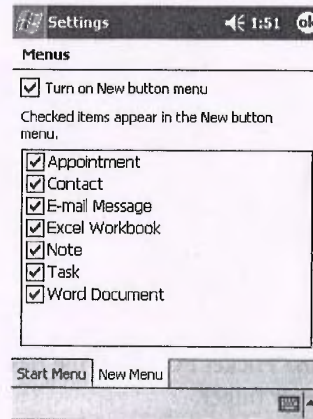 Settings 1:51 ok
Menus
Turn on New button menu
Checked items appear in the New button
menu.
Appointment
Contact
E-mail Message
Excel Workbook
Note
Task
Word Document
Start Menu New Menu